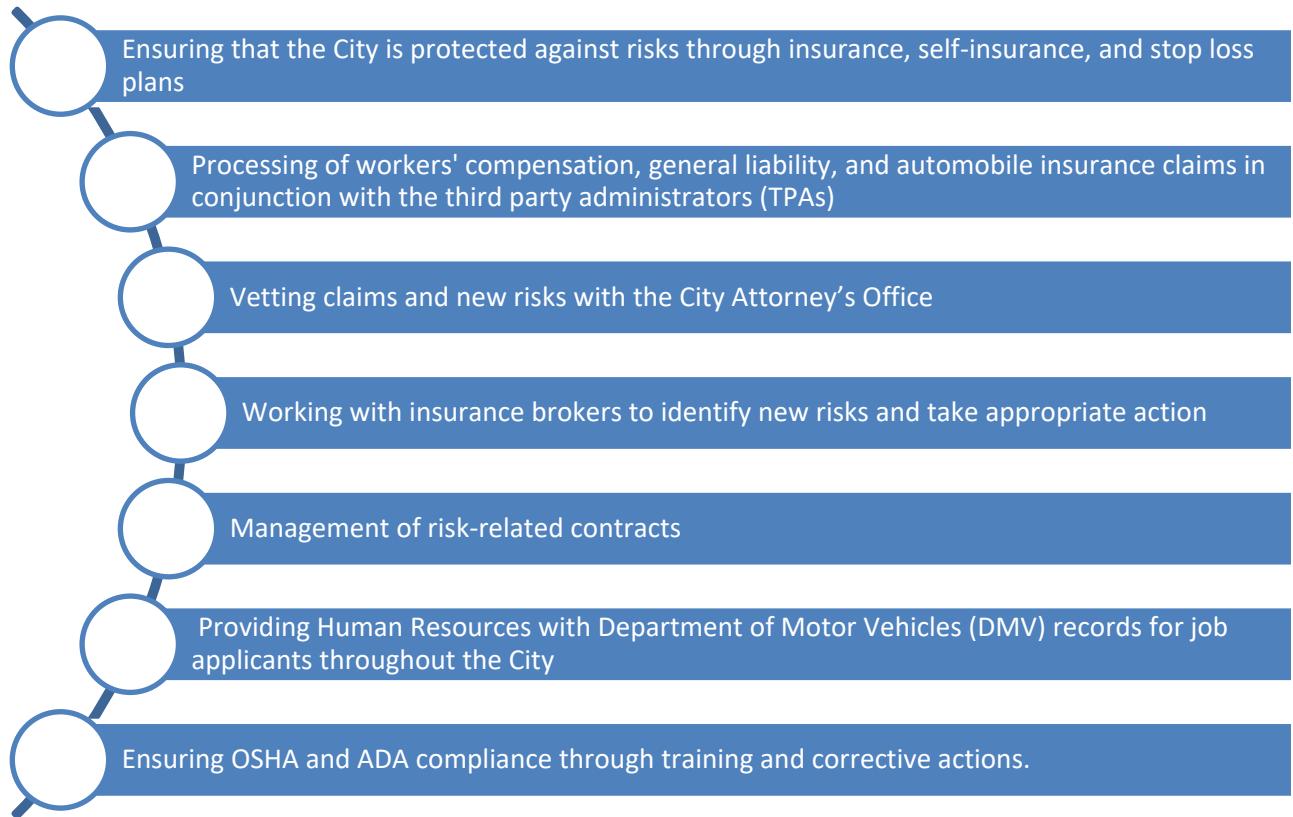 Ensuring that the City is protected against risks through insurance, self-insurance, and stop loss
plans
Processing of workers' compensation, general liability, and automobile insurance claims in
conjunction with the third party administrators (TPAs)
Vetting claims and new risks with the City Attorney’s Office
Working with insurance brokers to identify new risks and take appropriate action
Management of risk-related contracts
Providing Human Resources with Department of Motor Vehicles (DMV) records for job
applicants throughout the City
Ensuring OSHA and ADA compliance through training and corrective actions.